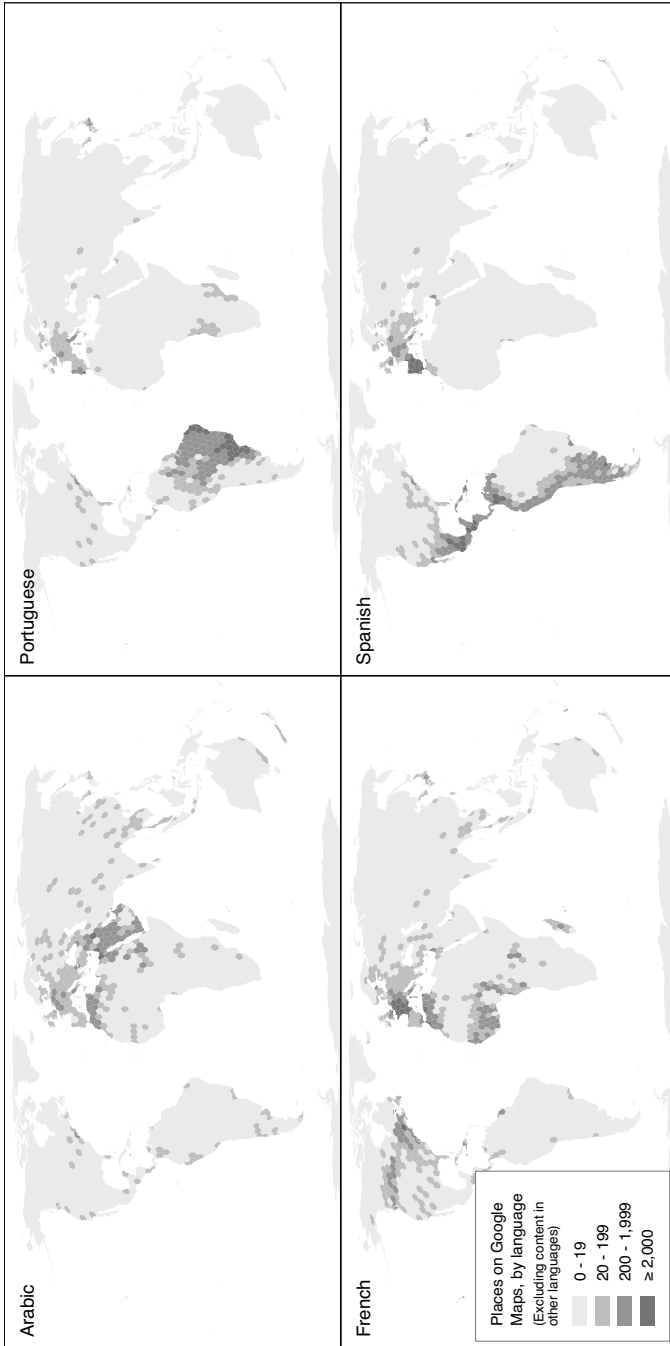 Arabic
Portuguese
French
Spanish
Places on Google
Maps, by language
(Excluding content in
other languages)
0 - 19
20 - 199
200 - 1,999
≥ 2,000